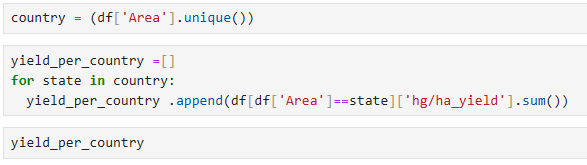 country = (df['Area'].unique())
yield_per_country =[]
for state in country:
  yield_per_country .append(df[df['Area']==state]['hg/ha_yield'].sum())
yield_per_country